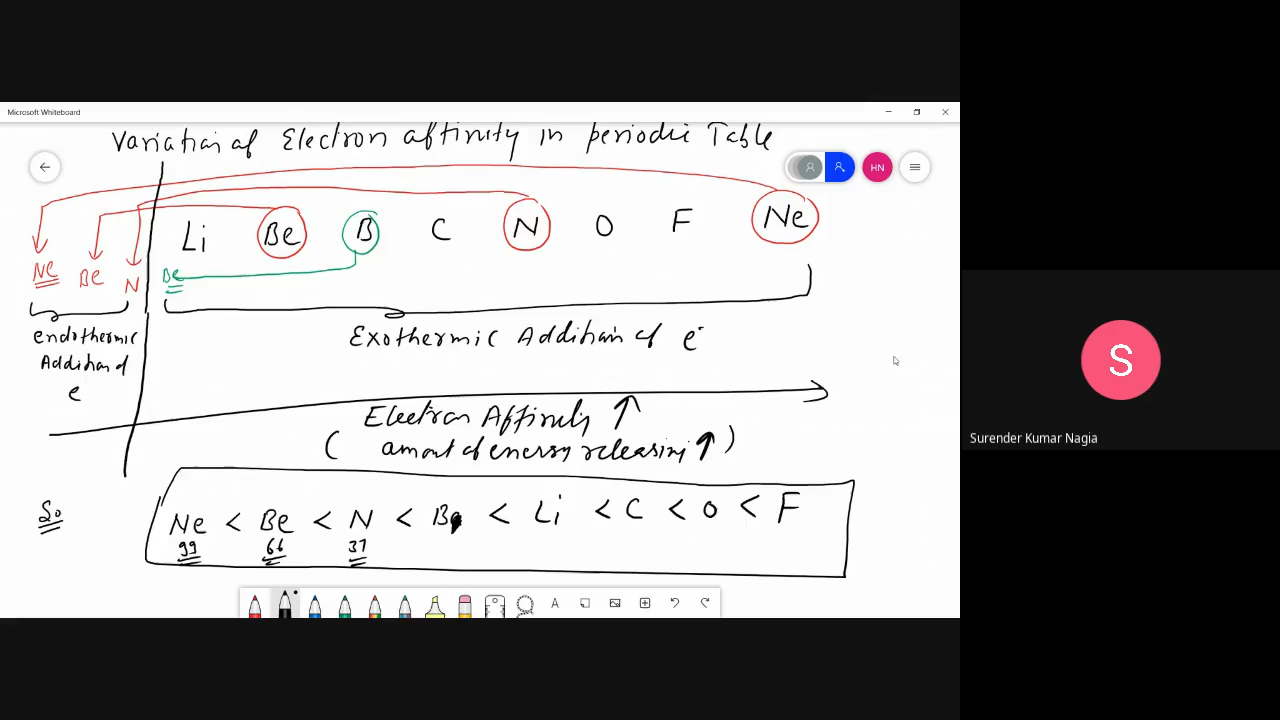 Microsoft Whiteboard
Variation of Electron affinity in periodic Table
HN
Li Be B C N O F Ne
Ne Be N Be
endothermic
Addition of
e
Exothermic Addition of e-
Electron Affinity ↑
( amount of energy releasing ↑ )
So
Ne < Be < N < < Li < C < O < F
99 66 37
S
Surender Kumar Nagia
A